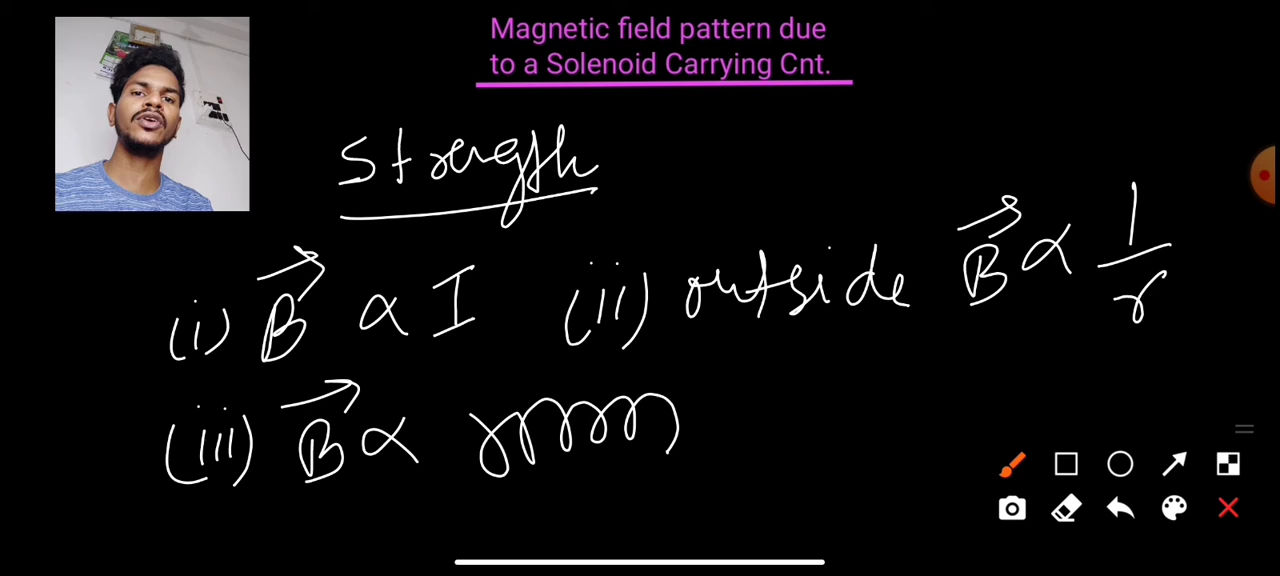 Magnetic field pattern due
to a Solenoid Carrying Cnt.
Strength
(i) B⃗ ∝ I (ii) outside B⃗ ∝ 1/r
(iii) B⃗ ∝